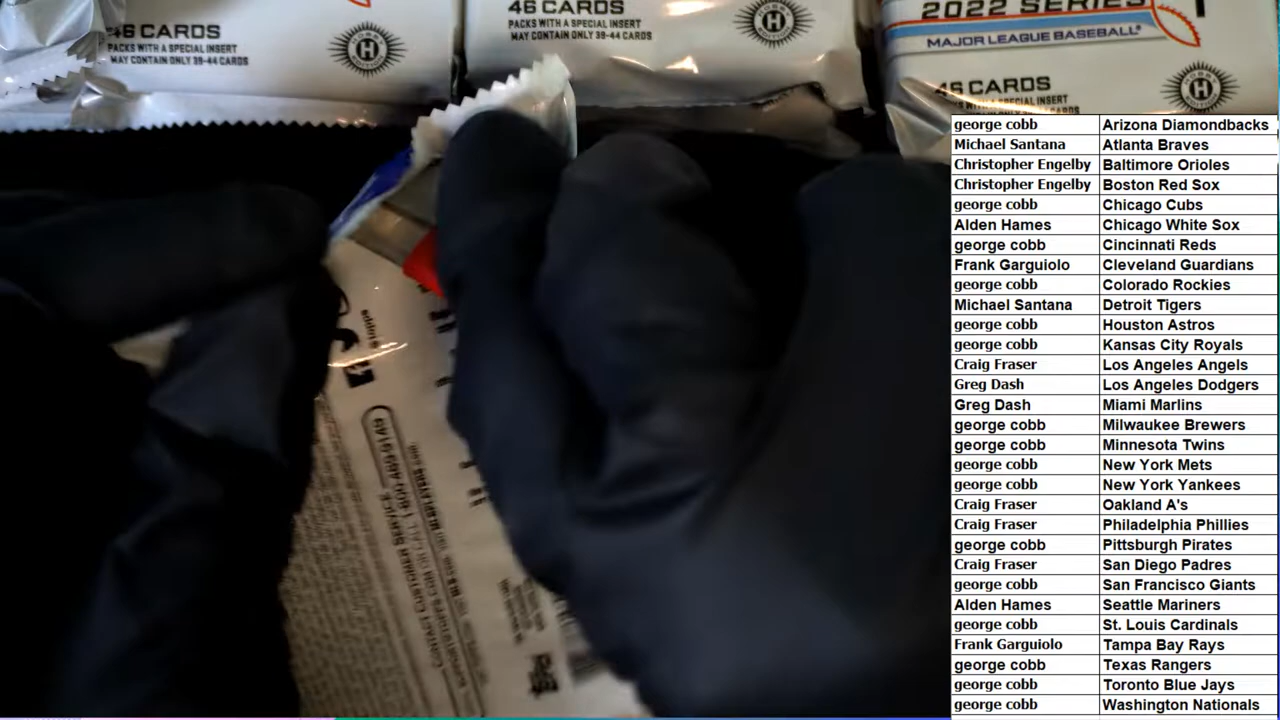 46 CARDS
PACKS WITH A SPECIAL INSERT
MAY CONTAIN ONLY 39-44 CARDS
46 CARDS
PACKS WITH A SPECIAL INSERT
MAY CONTAIN ONLY 39-44 CARDS
2022 SERIES 1
MAJOR LEAGUE BASEBALL
46 CARDS
WITH A SPECIAL INSERT
CARDS
H
H
H
george cobb Arizona Diamondbacks
Michael Santana Atlanta Braves
Christopher Engelby Baltimore Orioles
Christopher Engelby Boston Red Sox
george cobb Chicago Cubs
Alden Hames Chicago White Sox
george cobb Cincinnati Reds
Frank Garguiolo Cleveland Guardians
george cobb Colorado Rockies
Michael Santana Detroit Tigers
george cobb Houston Astros
george cobb Kansas City Royals
Craig Fraser Los Angeles Angels
Greg Dash Los Angeles Dodgers
Greg Dash Miami Marlins
george cobb Milwaukee Brewers
george cobb Minnesota Twins
george cobb New York Mets
george cobb New York Yankees
Craig Fraser Oakland A's
Craig Fraser Philadelphia Phillies
george cobb Pittsburgh Pirates
Craig Fraser San Diego Padres
george cobb San Francisco Giants
Alden Hames Seattle Mariners
george cobb St. Louis Cardinals
Frank Garguiolo Tampa Bay Rays
george cobb Texas Rangers
george cobb Toronto Blue Jays
george cobb Washington Nationals